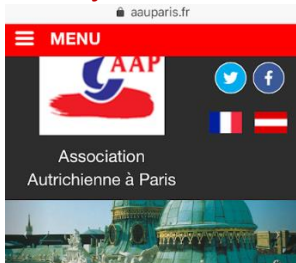 aauparis.fr
MENU
AAP
Association
Autrichienne à Paris